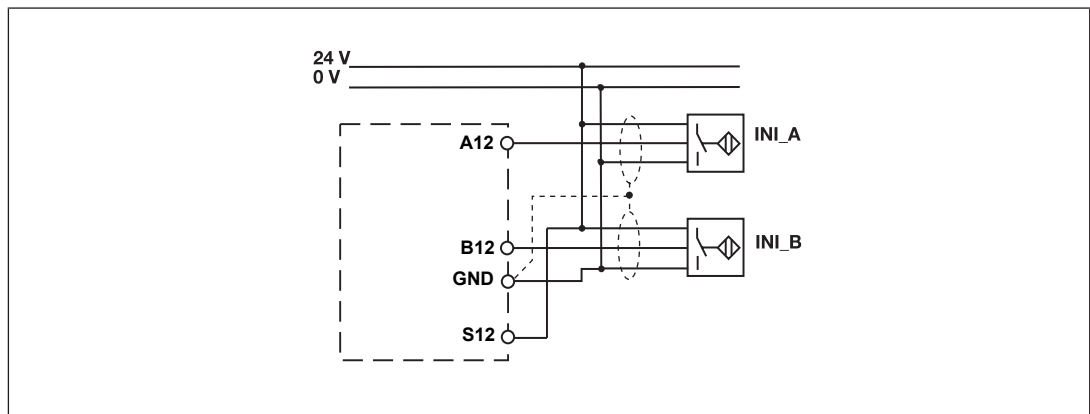 24 V
0 V
A12
INI_A
B12
INI_B
GND
S12